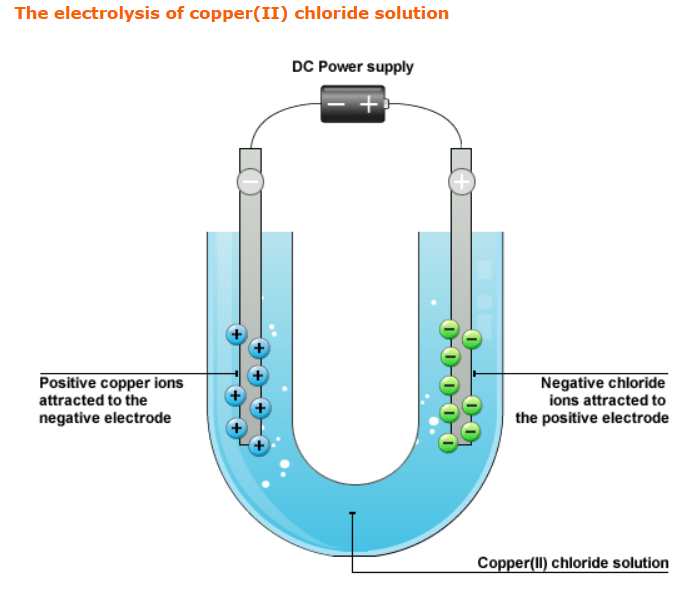 The electrolysis of copper(II) chloride solution
DC Power supply
− +
−
+
+
+
+
+
+
+
+
−
−
−
−
−
−
−
−
−
Positive copper ions
attracted to the
negative electrode
Negative chloride
ions attracted to
the positive electrode
Copper(II) chloride solution